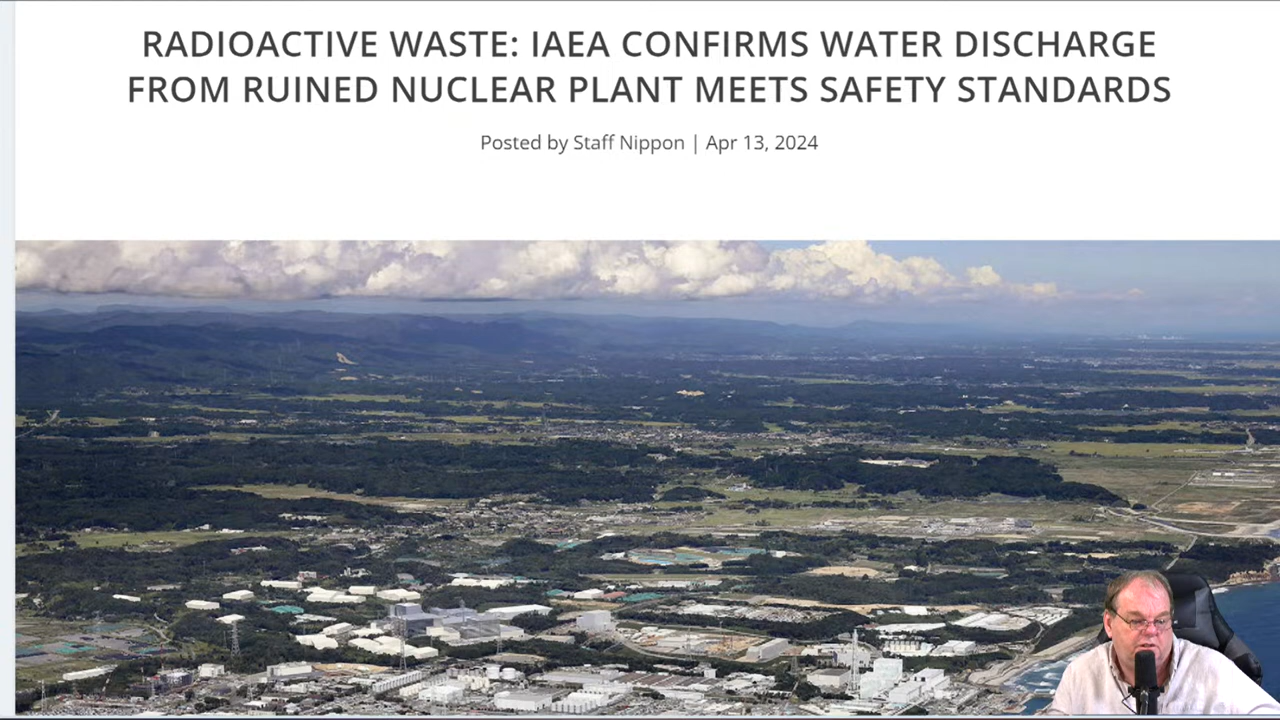 RADIOACTIVE WASTE: IAEA CONFIRMS WATER DISCHARGE
FROM RUINED NUCLEAR PLANT MEETS SAFETY STANDARDS
Posted by Staff Nippon | Apr 13, 2024